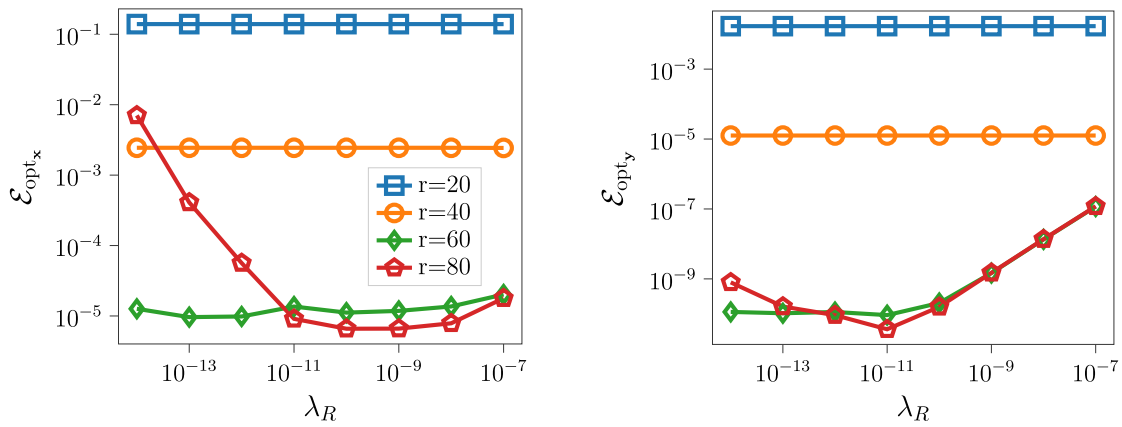 10⁻¹
10⁻²
10⁻³
10⁻⁴
10⁻⁵
ℰ_opt_𝐱
r=20
r=40
r=60
r=80
10⁻¹³ 10⁻¹¹ 10⁻⁹ 10⁻⁷
λ_R
10⁻³
10⁻⁵
10⁻⁷
10⁻⁹
ℰ_opt_𝐲
10⁻¹³ 10⁻¹¹ 10⁻⁹ 10⁻⁷
λ_R